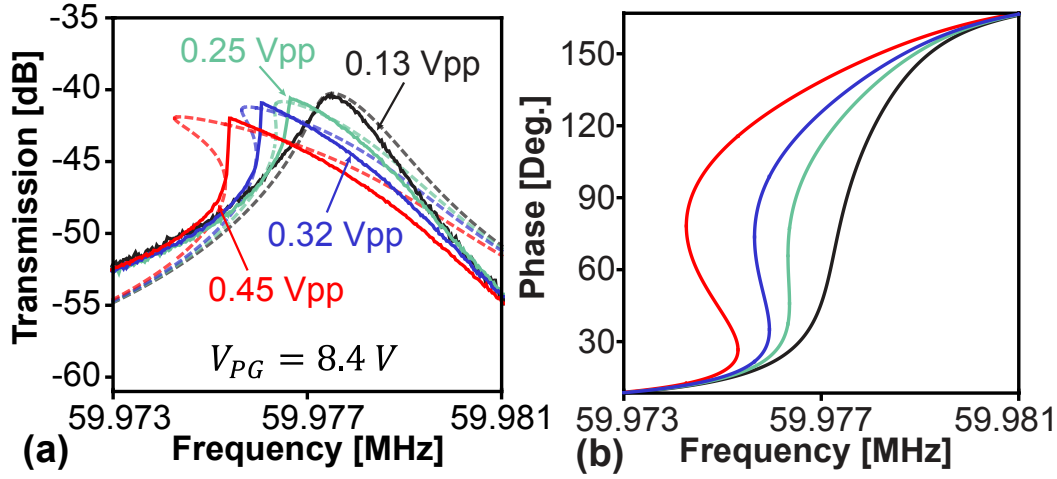 -35
-40
-45
-50
-55
-60
Transmission [dB]
0.25 Vpp
0.13 Vpp
0.32 Vpp
0.45 Vpp
V_PG = 8.4 V
59.973
59.977
59.981
Frequency [MHz]
(a)
150
120
90
60
30
Phase [Deg.]
59.973
59.977
59.981
Frequency [MHz]
(b)